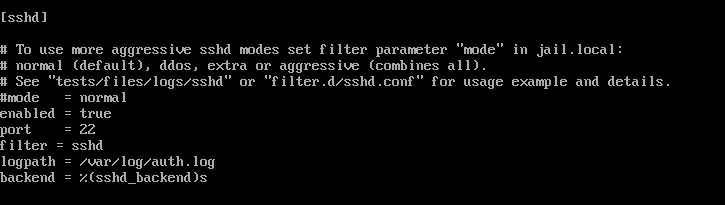 [sshd]
# To use more aggressive sshd modes set filter parameter "mode" in jail.local:
# normal (default), ddos, extra or aggressive (combines all).
# See "tests/files/logs/sshd" or "filter.d/sshd.conf" for usage example and details.
#mode   = normal
enabled = true
port    = 22
filter = sshd
logpath = /var/log/auth.log
backend = %(sshd_backend)s